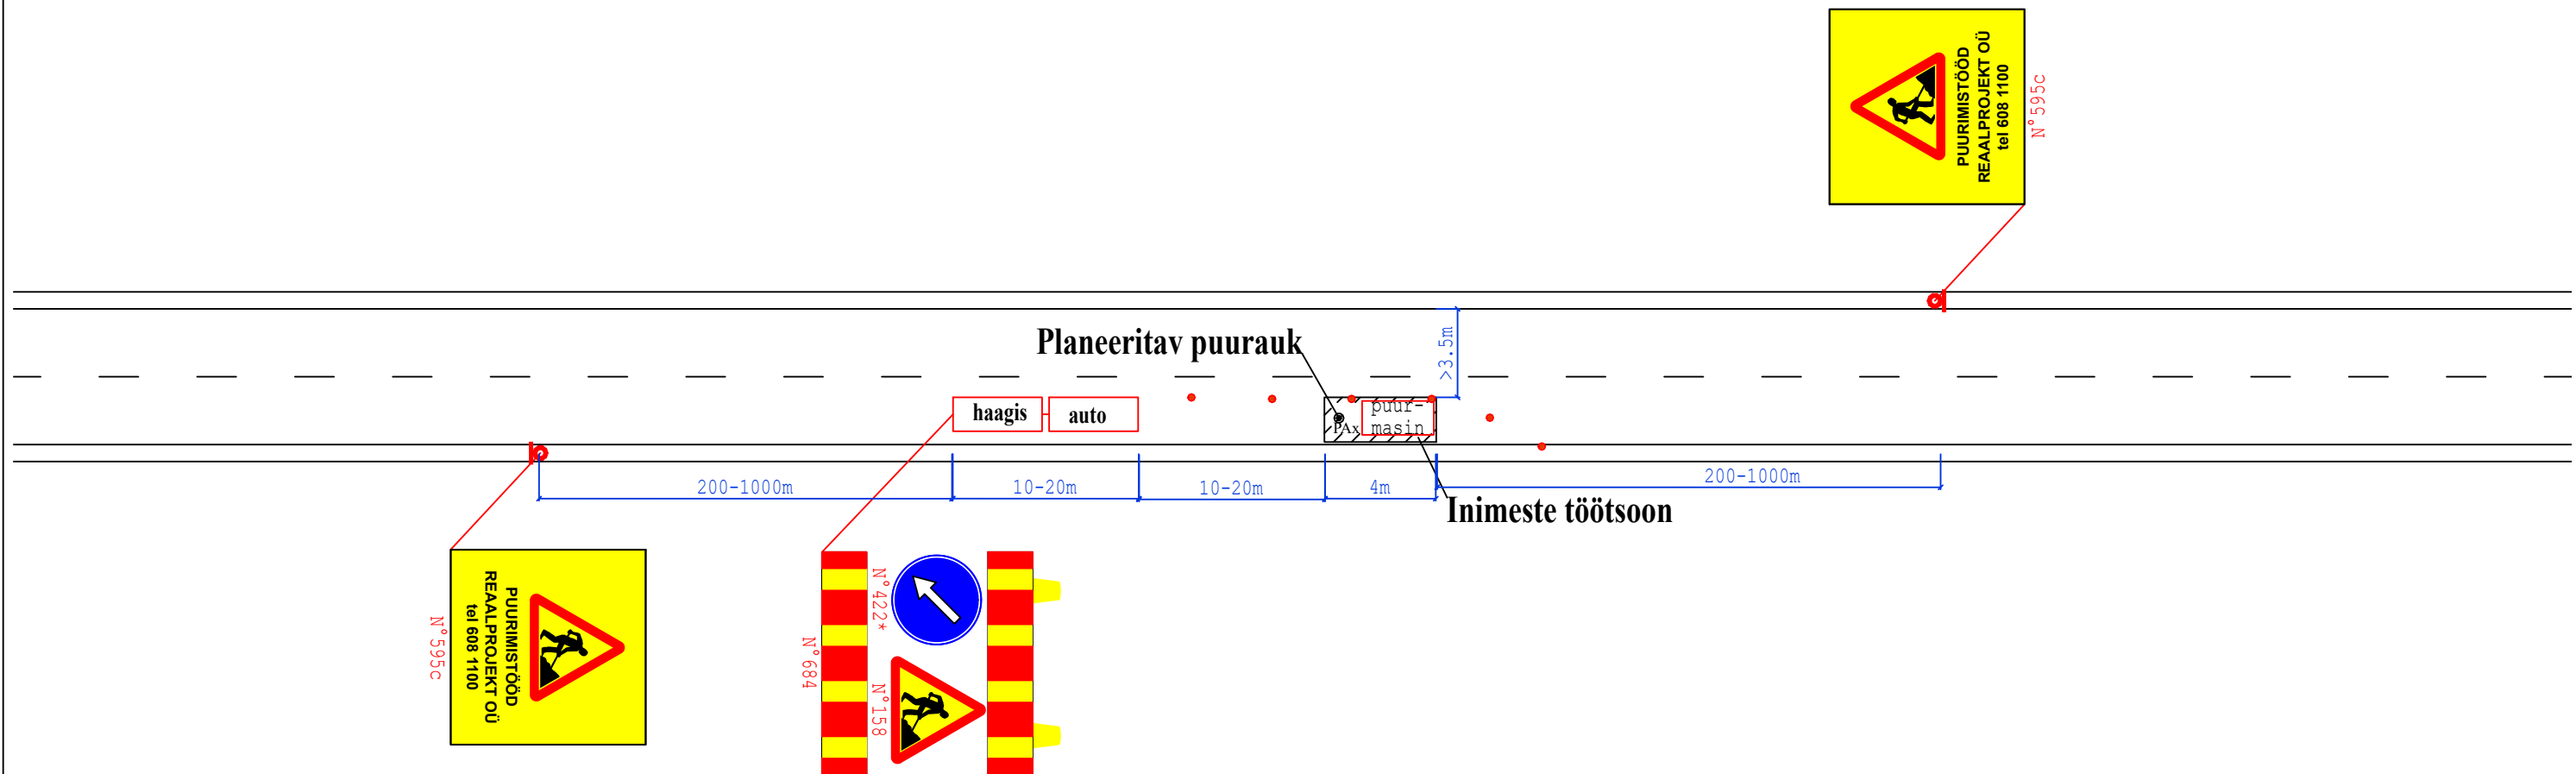 PUURIMISTÖÖD
REAALPROJEKT OÜ
tel 608 1100
N°595c
Planeeritav puurauk
>3.5m
haagis
auto
puur-
masin
PAx
200-1000m
10-20m
10-20m
4m
200-1000m
Inimeste töötsoon
PUURIMISTÖÖD
REAALPROJEKT OÜ
tel 608 1100
N°595c
N°422*
N°684
N°158